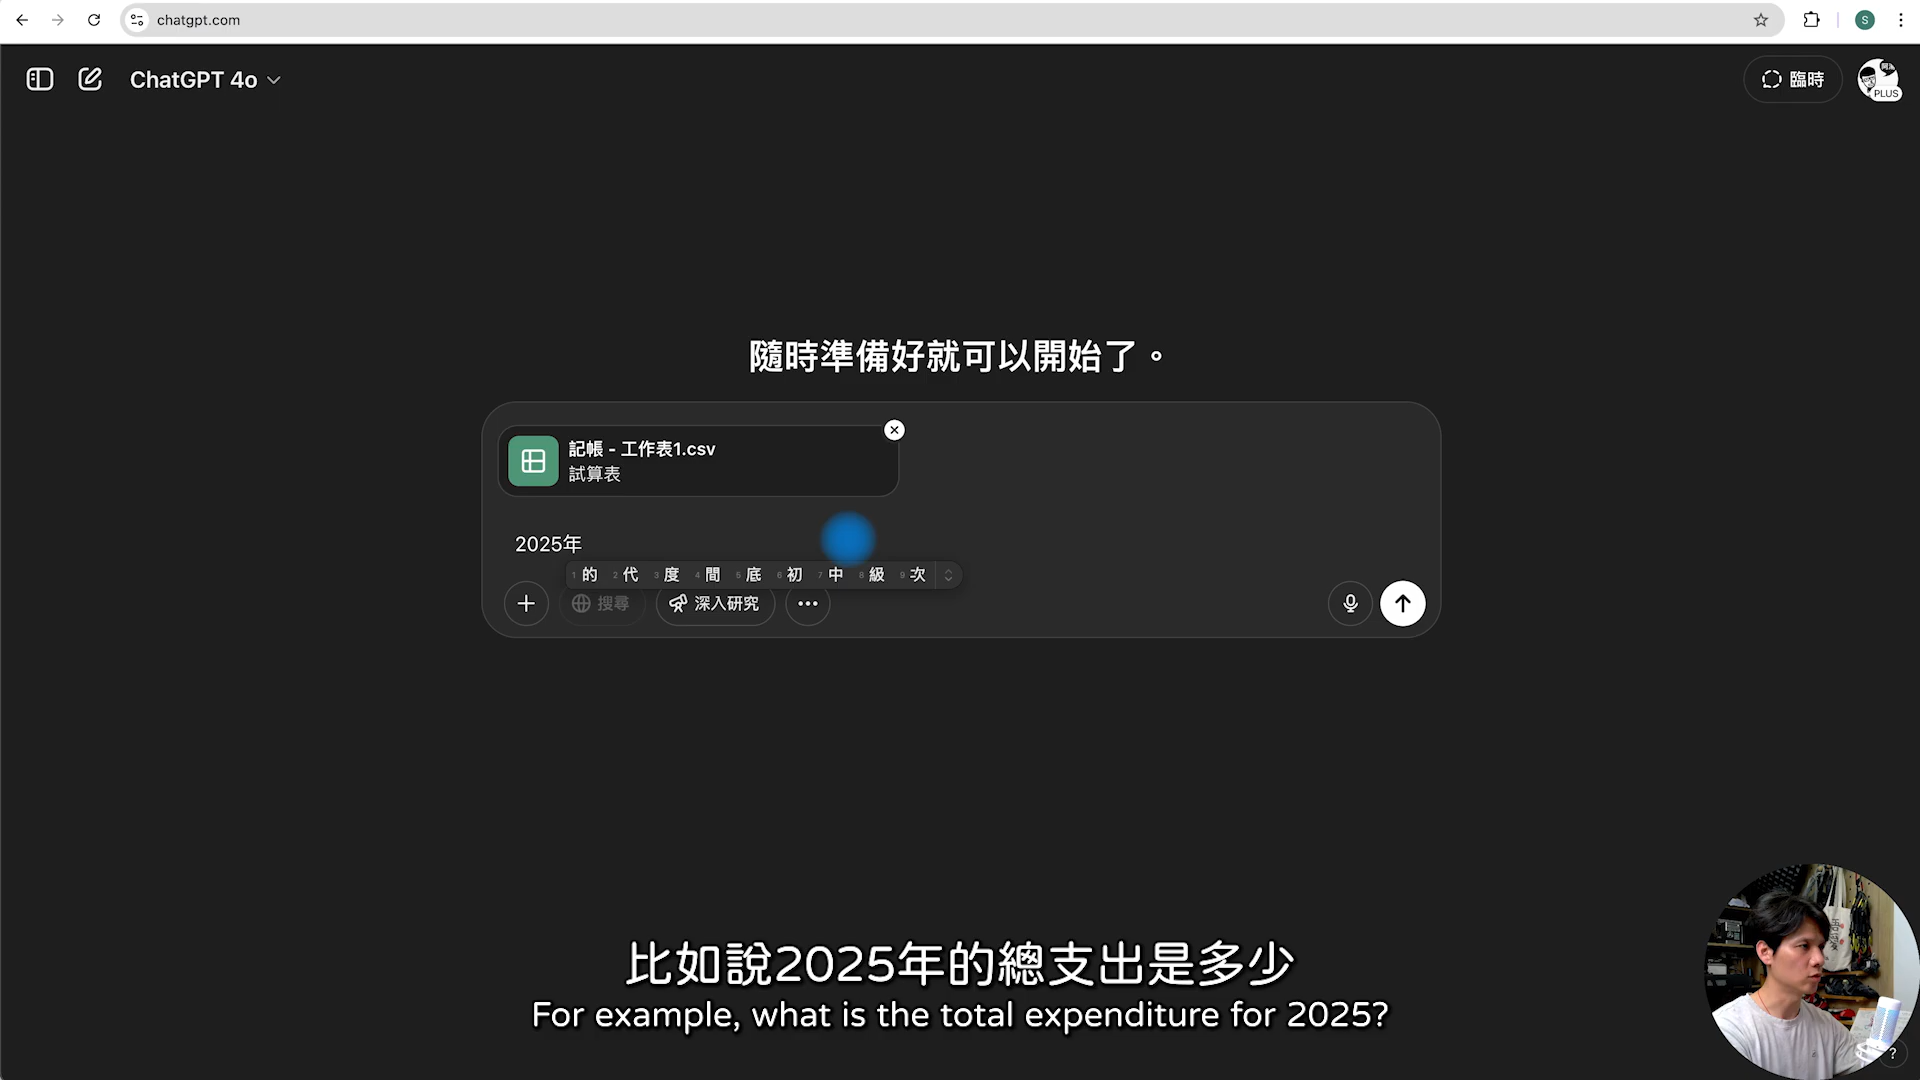 chatgpt.com
S
ChatGPT 4o
臨時
PLUS
隨時準備好就可以開始了。
記帳 - 工作表1.csv
試算表
2025年
1 的 2 代 3 度 4 間 5 底 6 初 7 中 8 級 9 次
搜尋
深入研究
比如說2025年的總支出是多少
For example, what is the total expenditure for 2025?
?